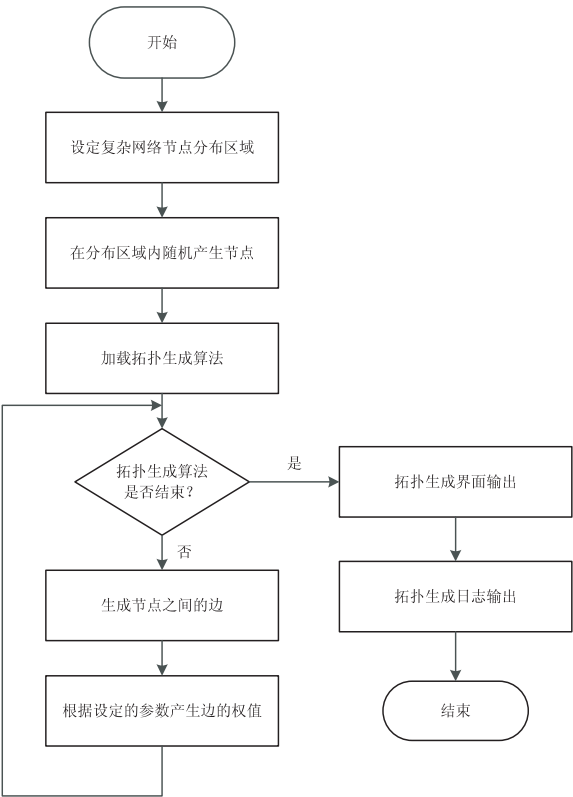 开始
设定复杂网络节点分布区域
在分布区域内随机产生节点
加载拓扑生成算法
拓扑生成算法
是否结束?
是
否
生成节点之间的边
根据设定的参数产生边的权值
拓扑生成界面输出
拓扑生成日志输出
结束